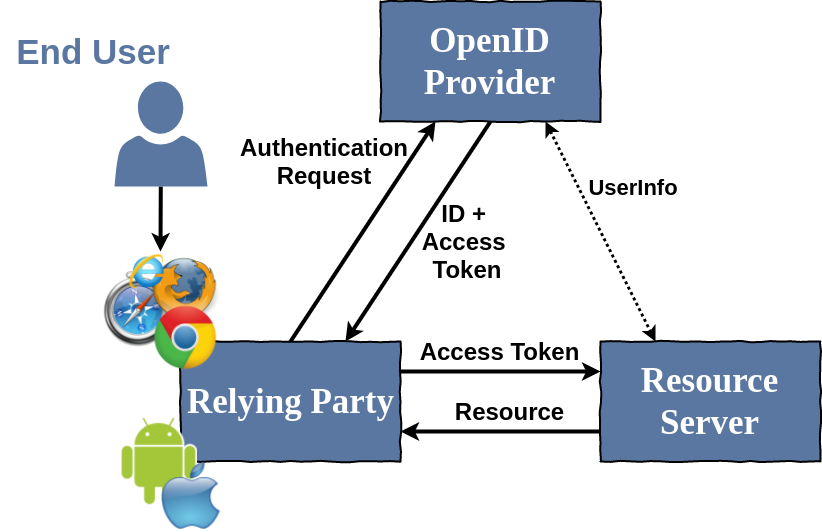 End User
OpenID
Provider
Authentication
Request
UserInfo
ID +
Access
Token
Access Token
Relying Party
Resource
Resource
Server